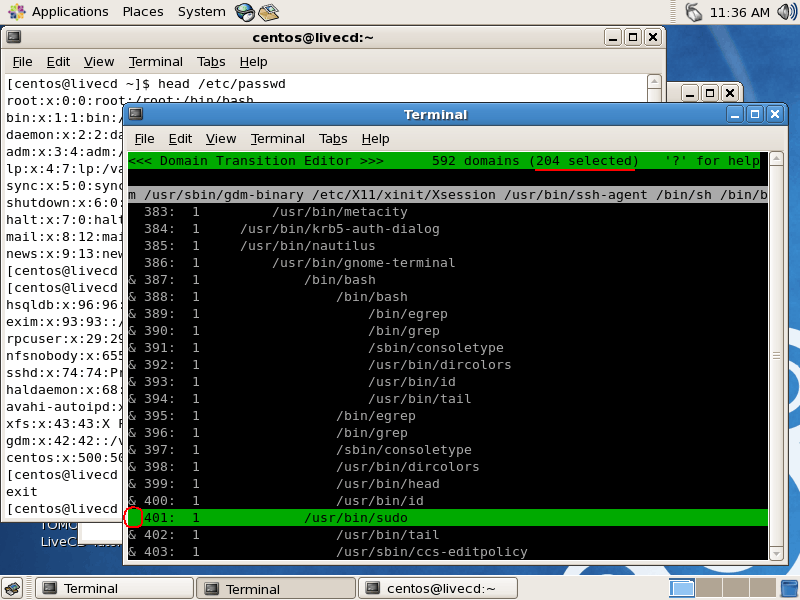 Applications Places System 11:36 AM
centos@livecd:~
File Edit View Terminal Tabs Help
[centos@livecd ~]$ head /etc/passwd
root:x:0:0:root:/root:/bin/bash
bin:x:1:1:bin:/
daemon:x:2:2:da
adm:x:3:4:adm:/
lp:x:4:7:lp:/va
sync:x:5:0:sync
shutdown:x:6:0:
halt:x:7:0:halt
mail:x:8:12:mai
news:x:9:13:new
[centos@livecd
[centos@livecd
hsqldb:x:96:96:
exim:x:93:93::/
rpcuser:x:29:29
nfsnobody:x:655
sshd:x:74:74:Pr
haldaemon:x:68:
avahi-autoipd:x
xfs:x:43:43:X F
gdm:x:42:42::/v
centos:x:500:50
[centos@livecd
exit
[centos@livecd
Terminal
File Edit View Terminal Tabs Help
<<< Domain Transition Editor >>> 592 domains (204 selected) '?' for help
m /usr/sbin/gdm-binary /etc/X11/xinit/Xsession /usr/bin/ssh-agent /bin/sh /bin/b
383: 1 /usr/bin/metacity
384: 1 /usr/bin/krb5-auth-dialog
385: 1 /usr/bin/nautilus
386: 1 /usr/bin/gnome-terminal
& 387: 1 /bin/bash
& 388: 1 /bin/bash
& 389: 1 /bin/egrep
& 390: 1 /bin/grep
& 391: 1 /sbin/consoletype
& 392: 1 /usr/bin/dircolors
& 393: 1 /usr/bin/id
& 394: 1 /usr/bin/tail
& 395: 1 /bin/egrep
& 396: 1 /bin/grep
& 397: 1 /sbin/consoletype
& 398: 1 /usr/bin/dircolors
& 399: 1 /usr/bin/head
& 400: 1 /usr/bin/id
401: 1 /usr/bin/sudo
& 402: 1 /usr/bin/tail
& 403: 1 /usr/sbin/ccs-editpolicy
TOMO
LiveCD
Terminal
Terminal
centos@livecd:~